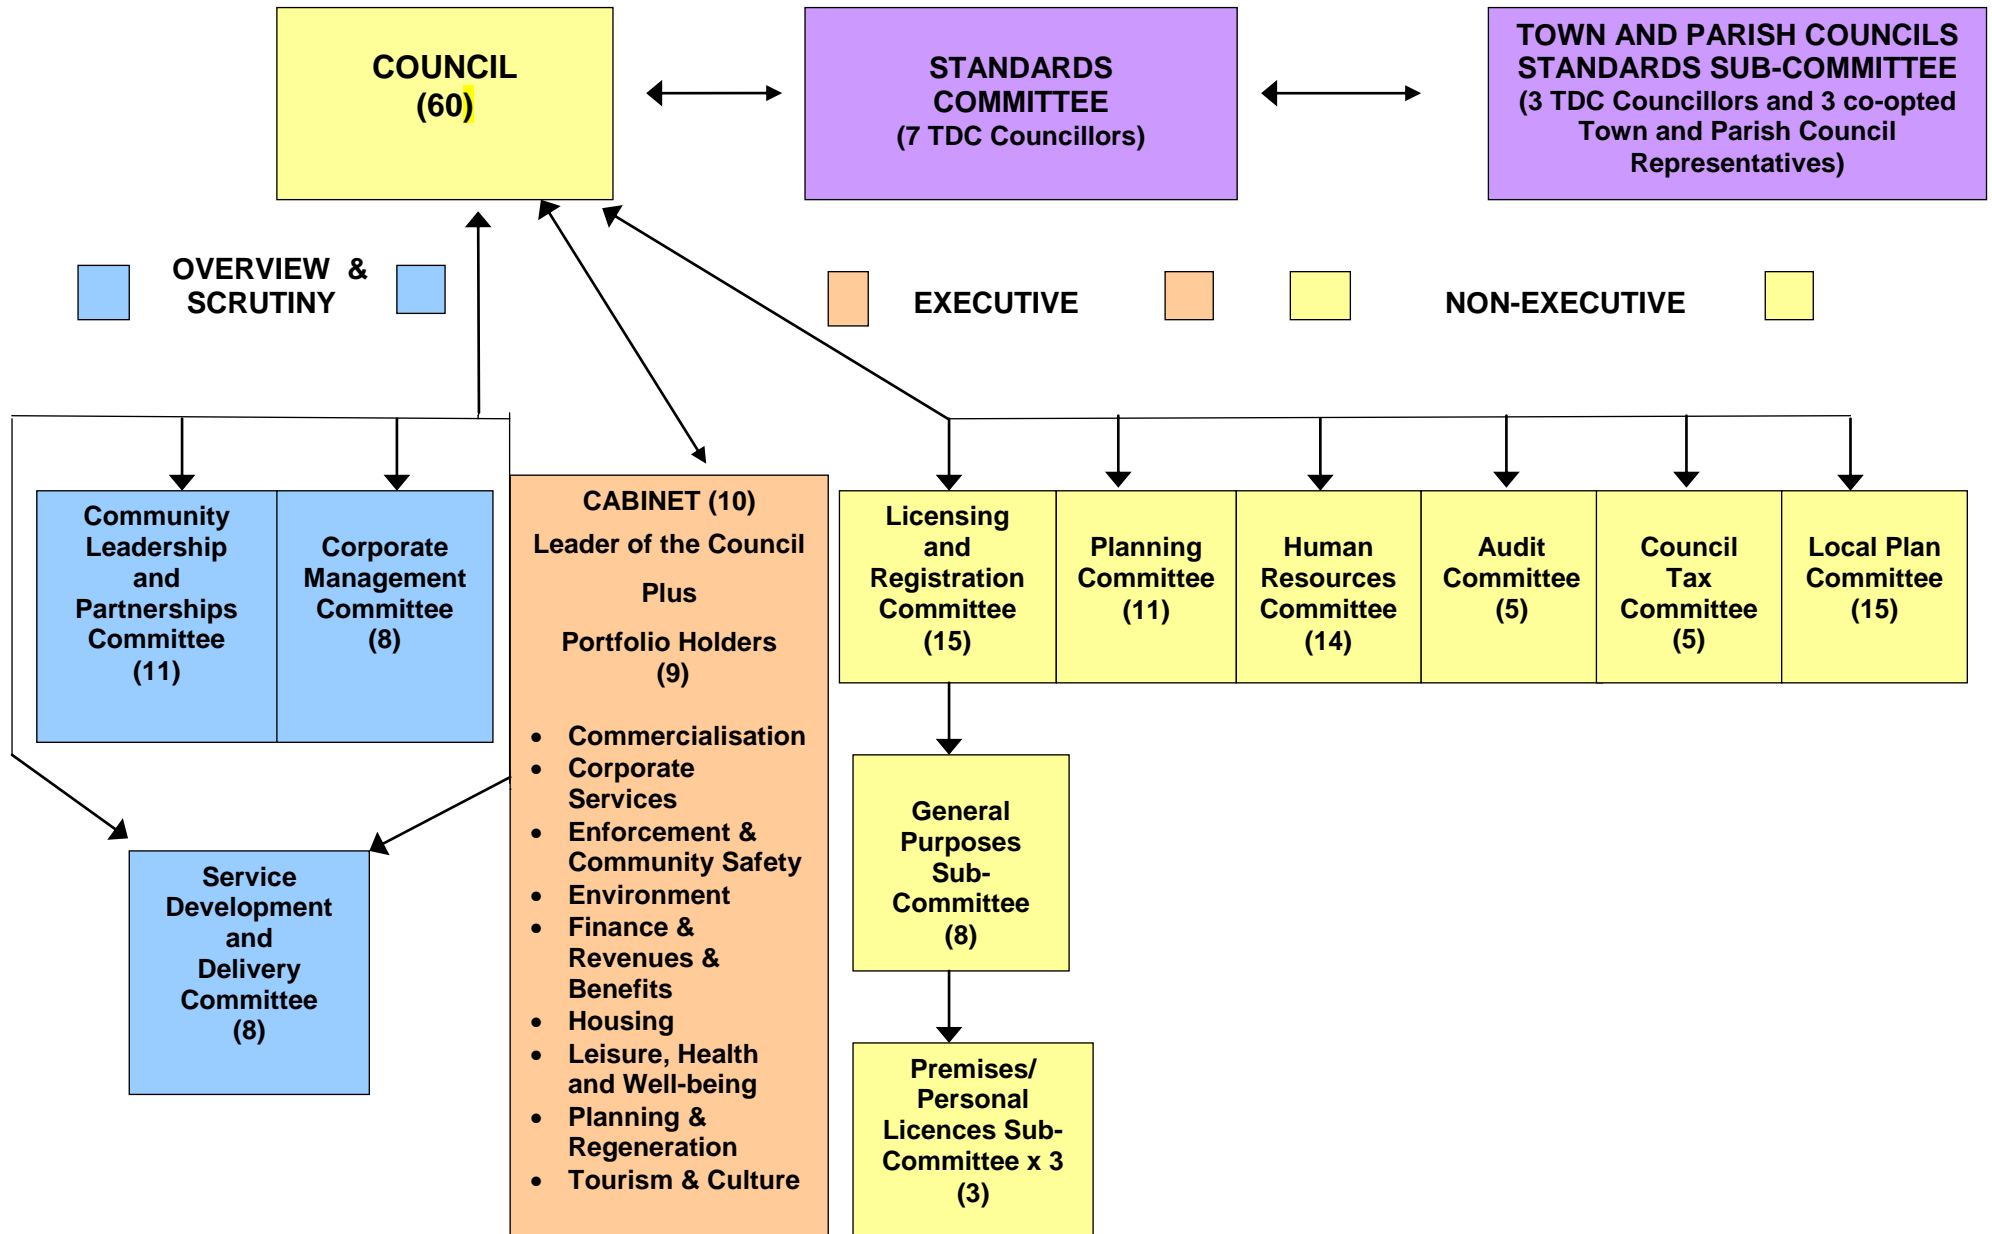 COUNCIL
(60)
STANDARDS
COMMITTEE
(7 TDC Councillors)
TOWN AND PARISH COUNCILS
STANDARDS SUB-COMMITTEE
(3 TDC Councillors and 3 co-opted
Town and Parish Council
Representatives)
OVERVIEW &
SCRUTINY
EXECUTIVE
NON-EXECUTIVE
Community
Leadership
and
Partnerships
Committee
(11)
Corporate
Management
Committee
(8)
Service
Development
and
Delivery
Committee
(8)
CABINET (10)
Leader of the Council
Plus
Portfolio Holders
(9)
• Commercialisation
• Corporate
Services
• Enforcement &
Community Safety
• Environment
• Finance &
Revenues &
Benefits
• Housing
• Leisure, Health
and Well-being
• Planning &
Regeneration
• Tourism & Culture
Licensing
and
Registration
Committee
(15)
Planning
Committee
(11)
Human
Resources
Committee
(14)
Audit
Committee
(5)
Council
Tax
Committee
(5)
Local Plan
Committee
(15)
General
Purposes
Sub-
Committee
(8)
Premises/
Personal
Licences Sub-
Committee x 3
(3)